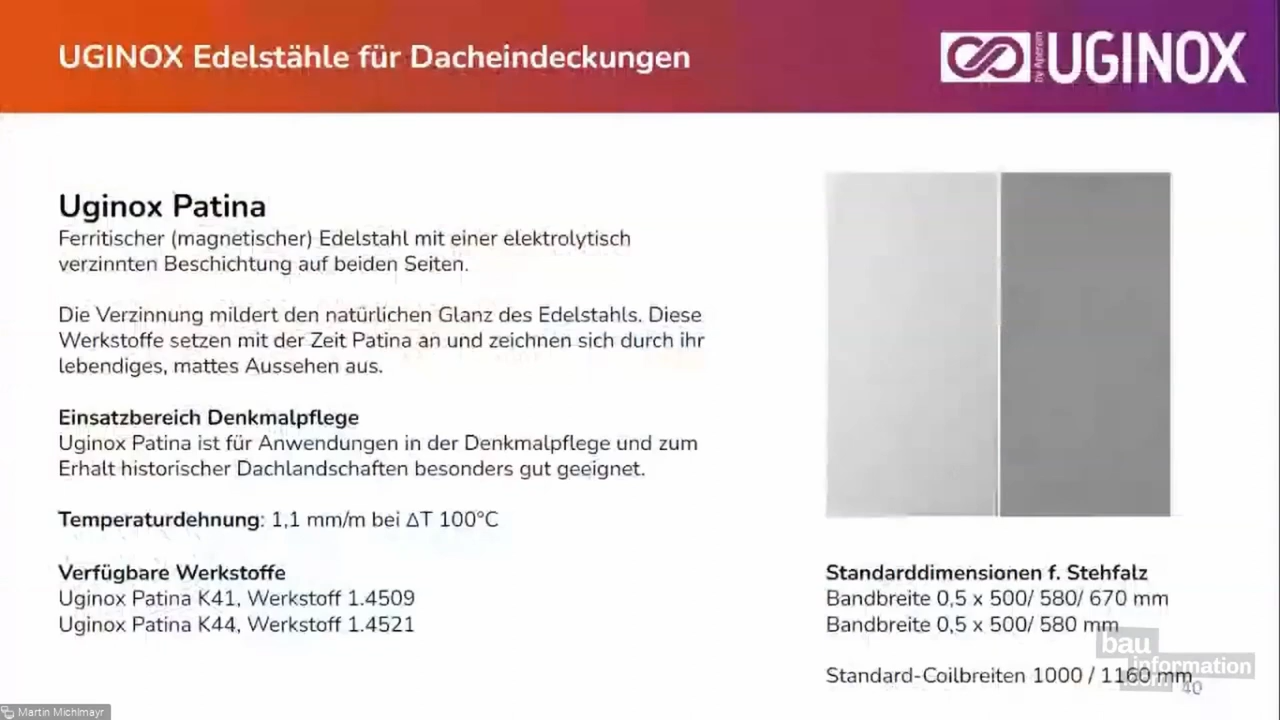 UGINOX Edelstähle für Dacheindeckungen
by Aperam
UGINOX
Uginox Patina
Ferritischer (magnetischer) Edelstahl mit einer elektrolytisch
verzinnten Beschichtung auf beiden Seiten.
Die Verzinnung mildert den natürlichen Glanz des Edelstahls. Diese
Werkstoffe setzen mit der Zeit Patina an und zeichnen sich durch ihr
lebendiges, mattes Aussehen aus.
Einsatzbereich Denkmalpflege
Uginox Patina ist für Anwendungen in der Denkmalpflege und zum
Erhalt historischer Dachlandschaften besonders gut geeignet.
Temperaturdehnung: 1,1 mm/m bei ΔT 100°C
Verfügbare Werkstoffe
Uginox Patina K41, Werkstoff 1.4509
Uginox Patina K44, Werkstoff 1.4521
Standarddimensionen f. Stehfalz
Bandbreite 0,5 x 500/ 580/ 670 mm
Bandbreite 0,5 x 500/ 580 mm
Standard-Coilbreiten 1000 / 1160 mm
bau
information
.com
40
Martin Michlmayr